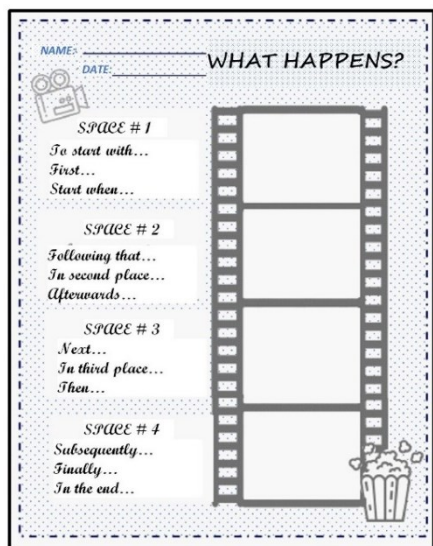 NAME:
DATE:
WHAT HAPPENS?
SPACE # 1
To start with...
First...
Start when...
SPACE # 2
Following that...
In second place...
Afterwards...
SPACE # 3
Next...
In third place...
Then...
SPACE # 4
Subsequently...
Finally...
In the end...